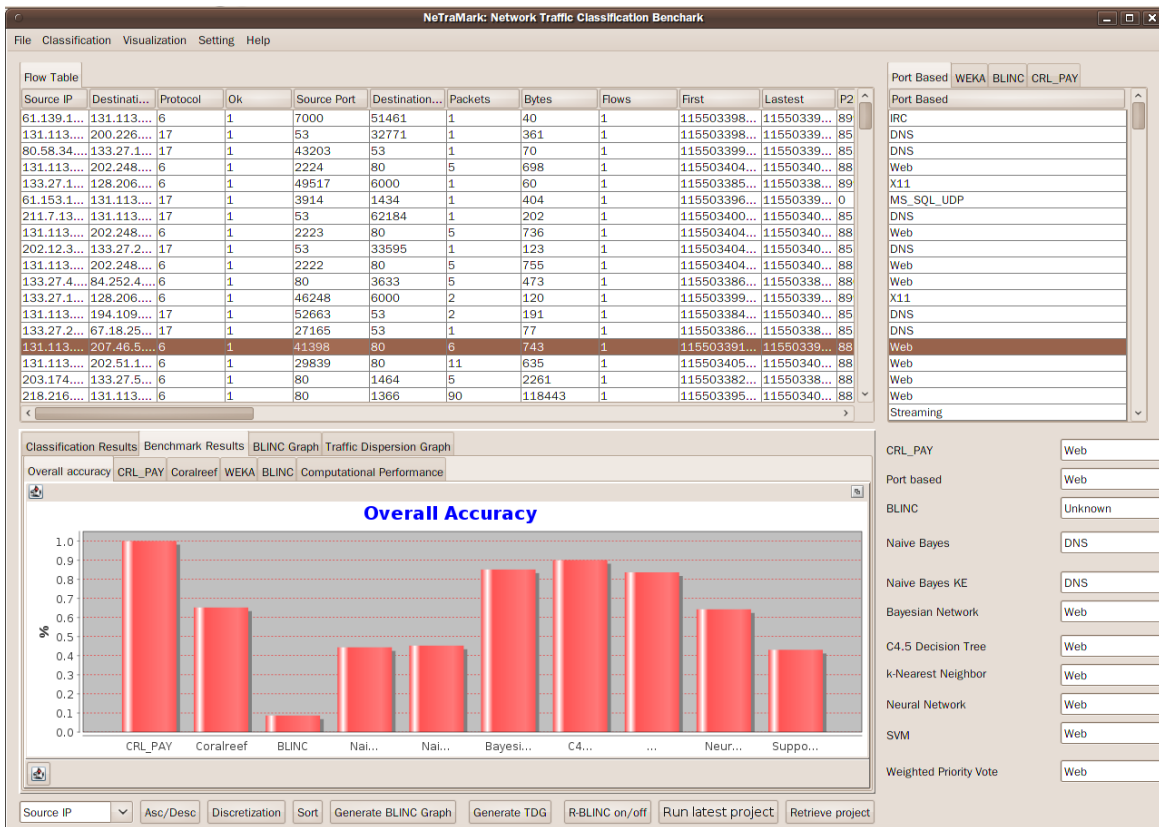 NeTraMark: Network Traffic Classification Benchark
File Classification Visualization Setting Help
Flow Table
Source IP Destinati... Protocol Ok Source Port Destination... Packets Bytes Flows First Lastest P2
61.139.1... 131.113.... 6 1 7000 51461 1 40 1 115503398... 11550339... 89
131.113.... 200.226.... 17 1 53 32771 1 361 1 115503398... 11550339... 85
80.58.34.... 133.27.1... 17 1 43203 53 1 70 1 115503399... 11550339... 85
131.113.... 202.248.... 6 1 2224 80 5 698 1 115503404... 11550340... 88
133.27.1... 128.206.... 6 1 49517 6000 1 60 1 115503385... 11550338... 89
61.153.1... 131.113.... 17 1 3914 1434 1 404 1 115503396... 11550339... 0
211.7.13... 131.113.... 17 1 53 62184 1 202 1 115503400... 11550340... 85
131.113.... 202.248.... 6 1 2223 80 5 736 1 115503404... 11550340... 88
202.12.3... 133.27.2... 17 1 53 33595 1 123 1 115503404... 11550340... 85
131.113.... 202.248.... 6 1 2222 80 5 755 1 115503404... 11550340... 88
133.27.4... 84.252.4... 6 1 80 3633 5 473 1 115503386... 11550338... 88
133.27.1... 128.206.... 6 1 46248 6000 2 120 1 115503399... 11550339... 89
131.113.... 194.109.... 17 1 52663 53 2 191 1 115503384... 11550340... 85
133.27.2... 67.18.25... 17 1 27165 53 1 77 1 115503386... 11550338... 85
131.113.... 207.46.5... 6 1 41398 80 6 743 1 115503391... 11550339... 88
131.113.... 202.51.1... 6 1 29839 80 11 635 1 115503405... 11550340... 88
203.174.... 133.27.5... 6 1 80 1464 5 2261 1 115503382... 11550338... 88
218.216.... 131.113.... 6 1 80 1366 90 118443 1 115503395... 11550340... 88
Port Based WEKA BLINC CRL_PAY
Port Based
IRC
DNS
DNS
Web
X11
MS_SQL_UDP
DNS
Web
DNS
Web
Web
X11
DNS
DNS
Web
Web
Web
Web
Streaming
Classification Results Benchmark Results BLINC Graph Traffic Dispersion Graph
Overall accuracy CRL_PAY Coralreef WEKA BLINC Computational Performance
Overall Accuracy
%
1.0
0.9
0.8
0.7
0.6
0.5
0.4
0.3
0.2
0.1
0.0
CRL_PAY Coralreef BLINC Nai... Nai... Bayesi... C4... ... Neur... Suppo...
CRL_PAY Web
Port based Web
BLINC Unknown
Naive Bayes DNS
Naive Bayes KE DNS
Bayesian Network Web
C4.5 Decision Tree Web
k-Nearest Neighbor Web
Neural Network Web
SVM Web
Weighted Priority Vote Web
Source IP Asc/Desc Discretization Sort Generate BLINC Graph Generate TDG R-BLINC on/off Run latest project Retrieve project